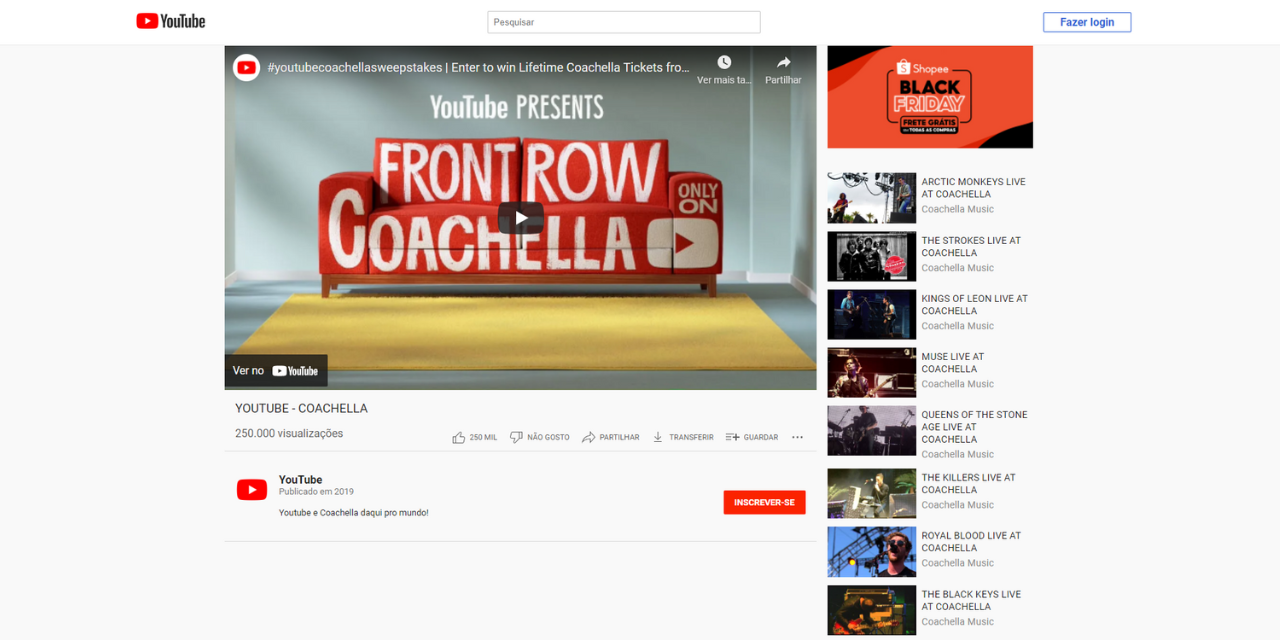 YouTube
Pesquisar
Fazer login
#youtubecoachellasweepstakes | Enter to win Lifetime Coachella Tickets fro...
Ver mais ta...
Partilhar
YouTube PRESENTS
FRONT ROW
COACHELLA
ONLY
ON
Ver no YouTube
YOUTUBE - COACHELLA
250.000 visualizações
250 MIL
NÃO GOSTO
PARTILHAR
TRANSFERIR
GUARDAR
YouTube
Publicado em 2019
Youtube e Coachella daqui pro mundo!
INSCREVER-SE
Shopee
BLACK
FRIDAY
FRETE GRÁTIS
TODAS AS COMPRAS
ARCTIC MONKEYS LIVE
AT COACHELLA
Coachella Music
THE STROKES LIVE AT
COACHELLA
Coachella Music
KINGS OF LEON LIVE AT
COACHELLA
Coachella Music
MUSE LIVE AT
COACHELLA
Coachella Music
QUEENS OF THE STONE
AGE LIVE AT
COACHELLA
Coachella Music
THE KILLERS LIVE AT
COACHELLA
Coachella Music
ROYAL BLOOD LIVE AT
COACHELLA
Coachella Music
THE BLACK KEYS LIVE
AT COACHELLA
Coachella Music